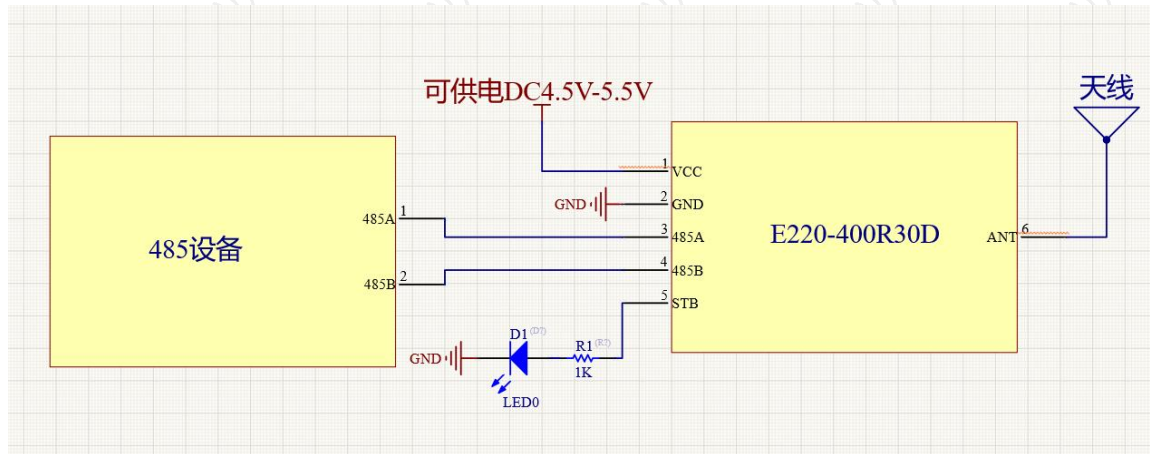 可供电DC4.5V-5.5V
天线
485设备
485A 1
485B 2
1 VCC
GND 2 GND
3 485A
4 485B
5 STB
E220-400R30D
ANT 6
GND
D1 (D?)
LED0
R1 (R?)
1K